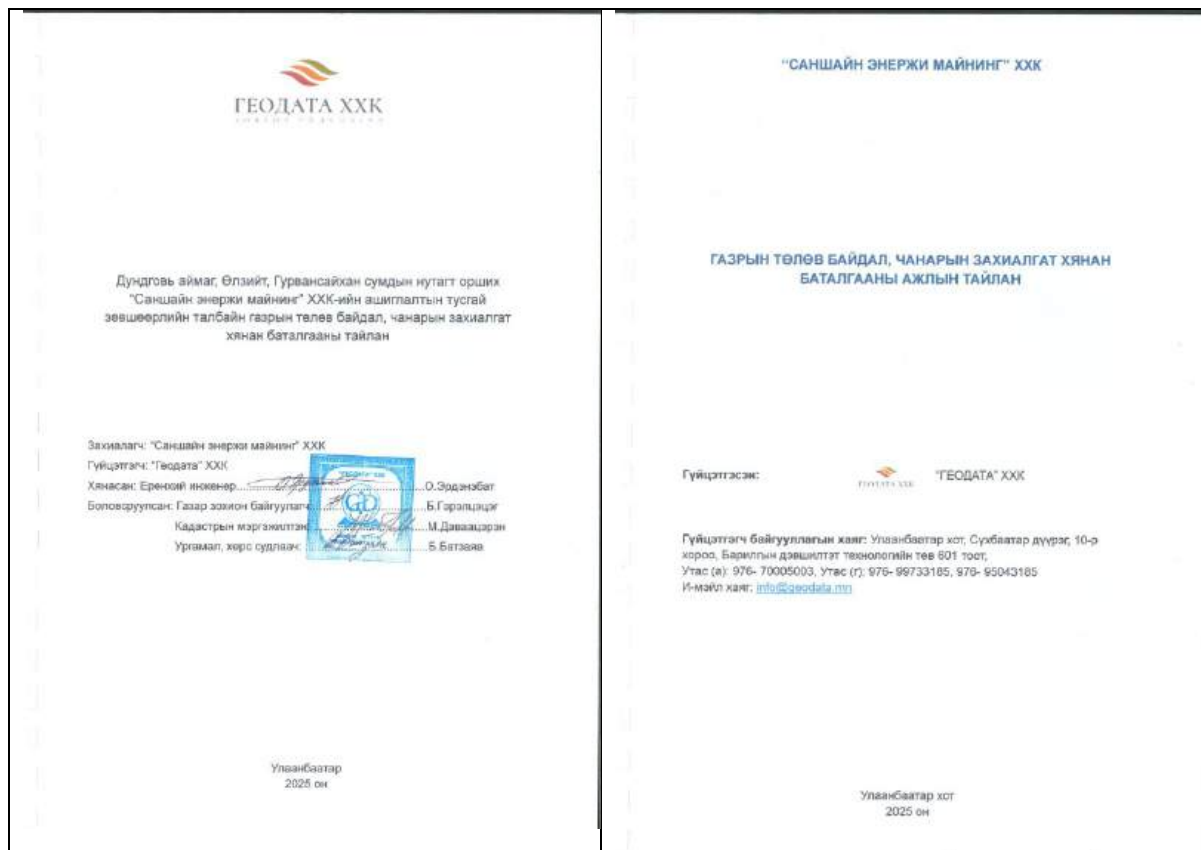 ГЕОДАТА ХХК
Дундговь аймаг, Өлзийт, Гурвансайхан сумдын нутагт орших
"Саншайн энержи майнинг" ХХК-ийн ашиглалтын тусгай
зөвшөөрлийн талбайн газрын төлөв байдал, чанарын захиалгат
хянан баталгааны тайлан
Захиалагч: "Саншайн энержи майнинг" ХХК
Гүйцэтгэгч: "Геодата" ХХК
Хянасан: Ерөнхий инженер О.Эрдэнэбат
Боловсруулсан: Газар зохион байгуулагч Б.Гэрэлцэцэг
Кадастрын мэргэжилтэн М.Даваацэрэн
Ургамал, хөрс судлаач: Б.Батзаяа
Улаанбаатар
2025 он
"САНШАЙН ЭНЕРЖИ МАЙНИНГ" ХХК
ГАЗРЫН ТӨЛӨВ БАЙДАЛ, ЧАНАРЫН ЗАХИАЛГАТ ХЯНАН
БАТАЛГААНЫ АЖЛЫН ТАЙЛАН
Гүйцэтгэсэн: ГЕОДАТА ХХК "ГЕОДАТА" ХХК
Гүйцэтгэгч байгууллагын хаяг: Улаанбаатар хот, Сүхбаатар дүүрэг, 10-р
хороо, Барилгын дэвшилтэт технологийн төв 601 тоот,
Утас (а): 976- 70005003, Утас (г): 976- 99733185, 976- 95043185
И-мэйл хаяг: info@geodata.mn
Улаанбаатар хот
2025 он